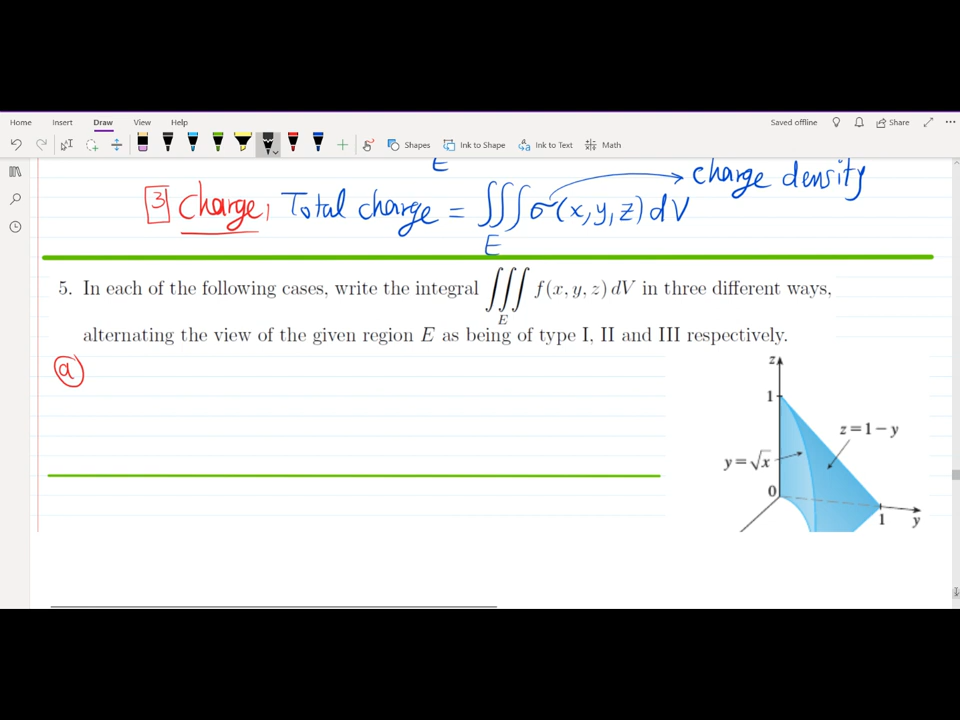 Home Insert Draw View Help Saved offline Share
Shapes Ink to Shape Ink to Text Math
E
3 Charge, Total charge = ∭ σ(x,y,z) dV → charge density
E
5. In each of the following cases, write the integral ∭ f(x, y, z) dV in three different ways,
E
alternating the view of the given region E as being of type I, II and III respectively.
a
z
1
z = 1 − y
y = √x
0
1 y